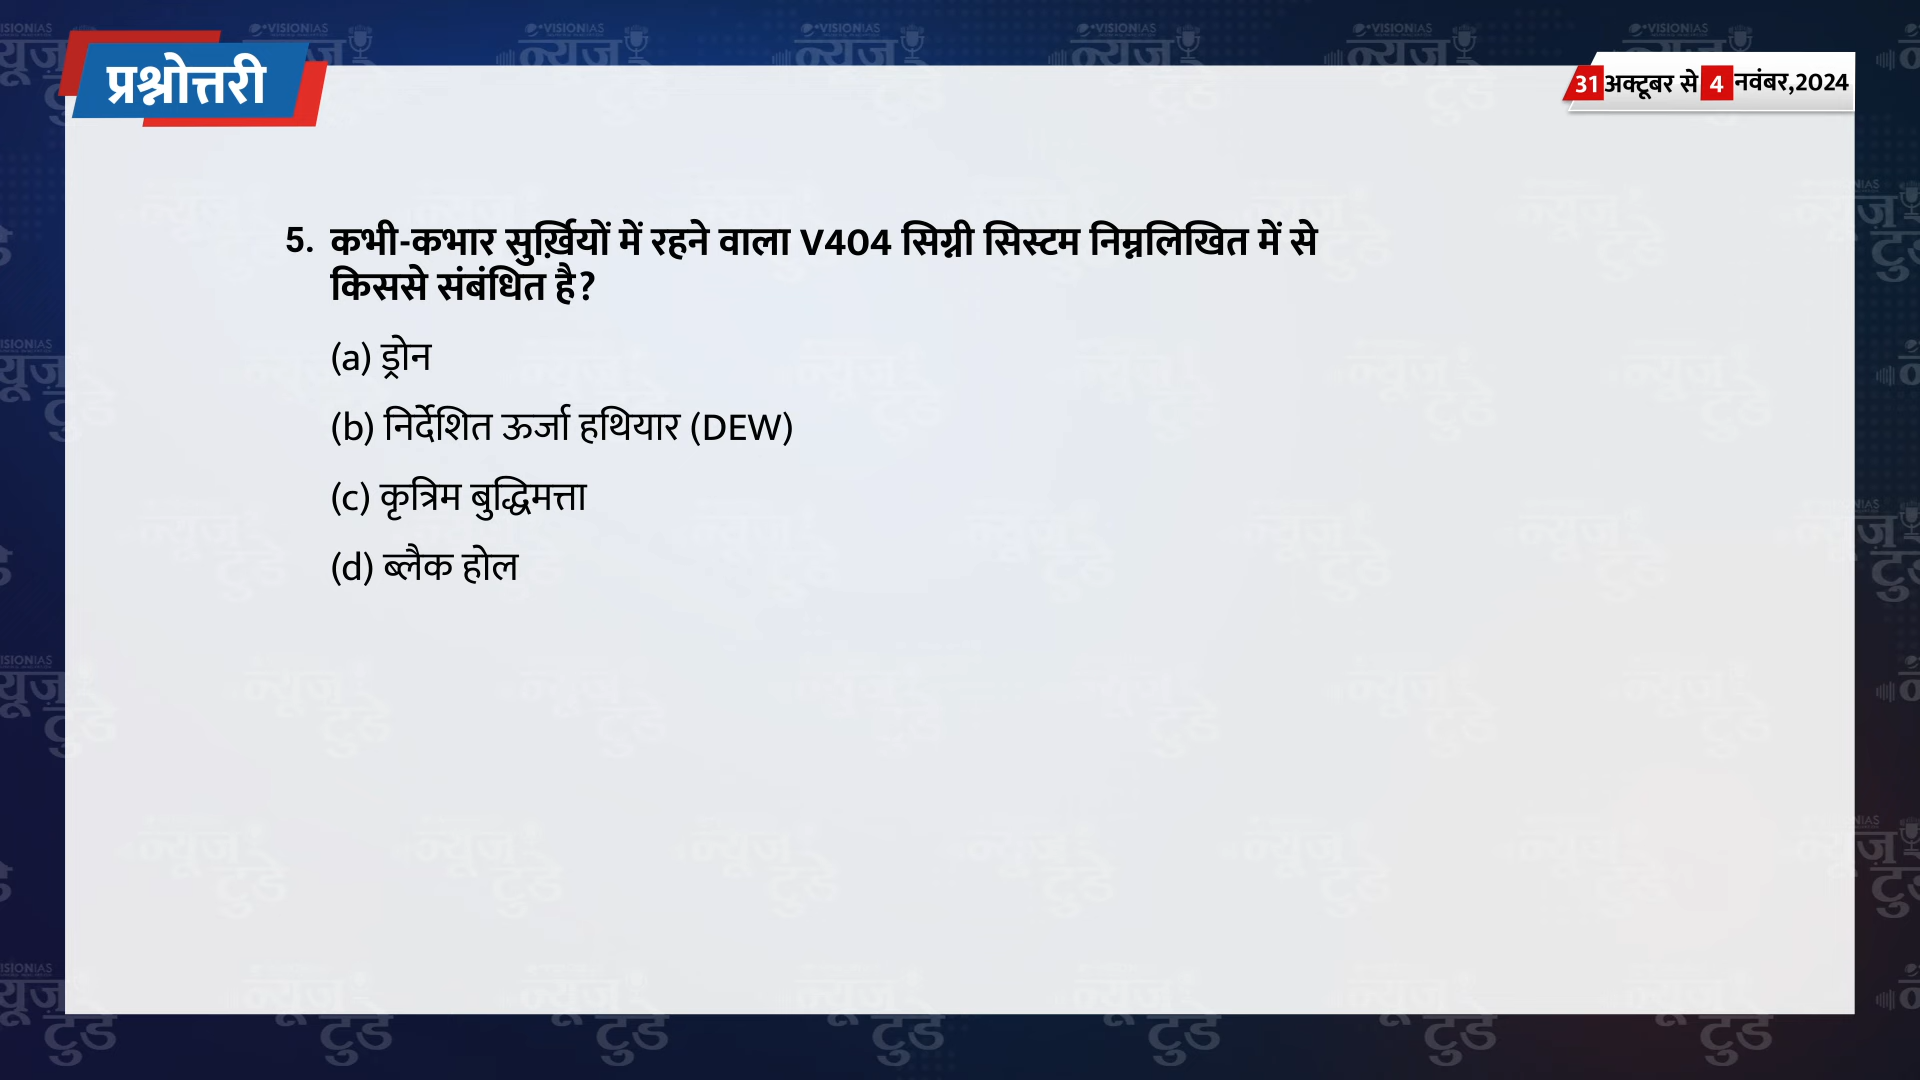 प्रश्नोत्तरी
31 अक्टूबर से 4 नवंबर,2024
5. कभी-कभार सुर्ख़ियों में रहने वाला V404 सिग्नी सिस्टम निम्नलिखित में से
किससे संबंधित है?
(a) ड्रोन
(b) निर्देशित ऊर्जा हथियार (DEW)
(c) कृत्रिम बुद्धिमत्ता
(d) ब्लैक होल